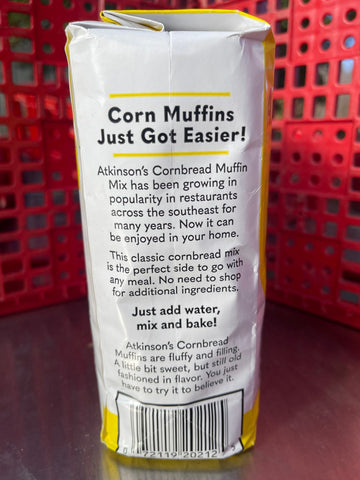 Corn Muffins
Just Got Easier!
Atkinson's Cornbread Muffin
Mix has been growing in
popularity in restaurants
across the southeast for
many years. Now it can
be enjoyed in your home.
This classic cornbread mix
is the perfect side to go with
any meal. No need to shop
for additional ingredients.
Just add water,
mix and bake!
Atkinson's Cornbread
Muffins are fluffy and filling.
A little bit sweet, but still old
fashioned in flavor. You just
have to try it to believe it.
0 72119 20212